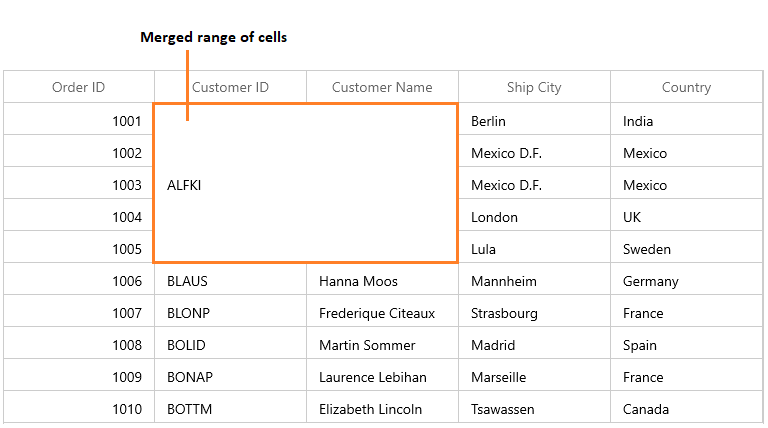 Merged range of cells
Order ID Customer ID Customer Name Ship City Country
1001 Berlin India
1002 Mexico D.F. Mexico
1003 ALFKI Mexico D.F. Mexico
1004 London UK
1005 Lula Sweden
1006 BLAUS Hanna Moos Mannheim Germany
1007 BLONP Frederique Citeaux Strasbourg France
1008 BOLID Martin Sommer Madrid Spain
1009 BONAP Laurence Lebihan Marseille France
1010 BOTTM Elizabeth Lincoln Tsawassen Canada